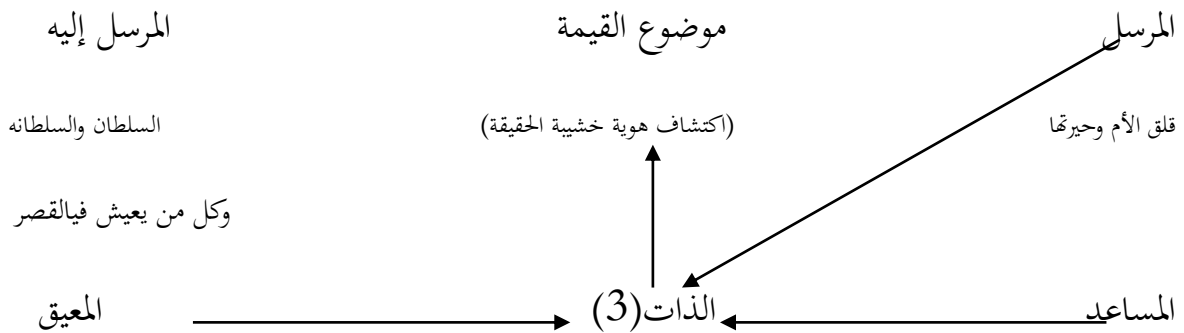 المرسل موضوع القيمة المرسل إليه
قلق الأم وحيرتها (اكتشاف هوية خشيبة الحقيقة) السلطان والسلطانه
وكل من يعيش فيالقصر
المساعد الذات(3) المعيق